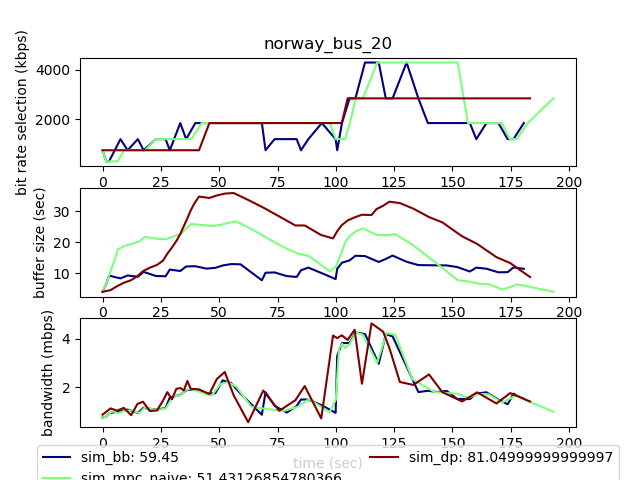 norway_bus_20
bit rate selection (kbps)
4000
2000
0 25 50 75 100 125 150 175 200
buffer size (sec)
30
20
10
0 25 50 75 100 125 150 175 200
bandwidth (mbps)
4
2
0 25 50 75 100 125 150 175 200
time (sec)
sim_bb: 59.45
sim_mpc_naive: 51.43126854780366
sim_dp: 81.04999999999997